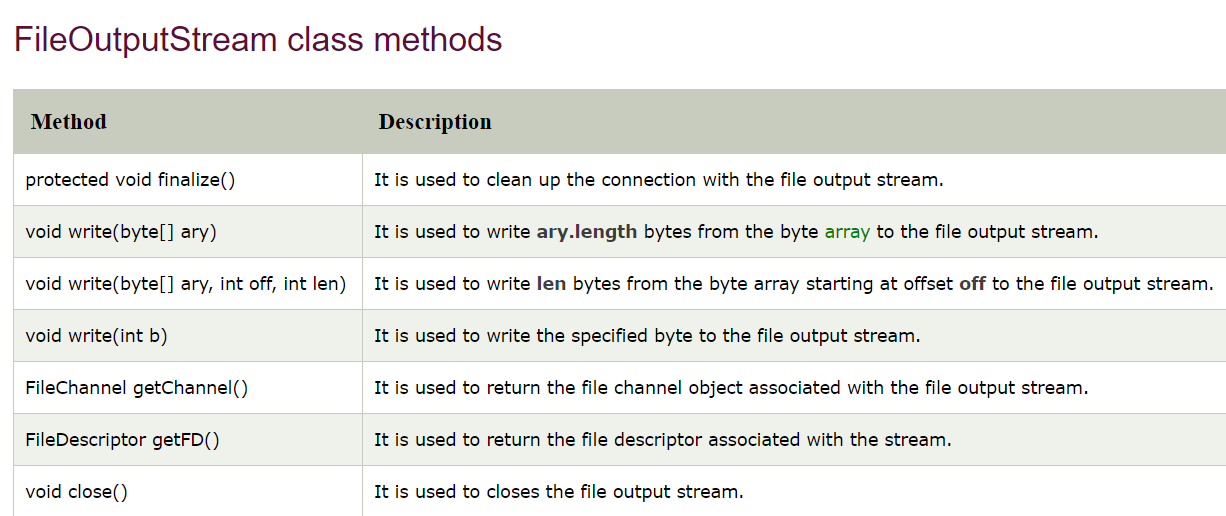 FileOutputStream class methods
Method Description
protected void finalize() It is used to clean up the connection with the file output stream.
void write(byte[] ary) It is used to write ary.length bytes from the byte array to the file output stream.
void write(byte[] ary, int off, int len) It is used to write len bytes from the byte array starting at offset off to the file output stream.
void write(int b) It is used to write the specified byte to the file output stream.
FileChannel getChannel() It is used to return the file channel object associated with the file output stream.
FileDescriptor getFD() It is used to return the file descriptor associated with the stream.
void close() It is used to closes the file output stream.